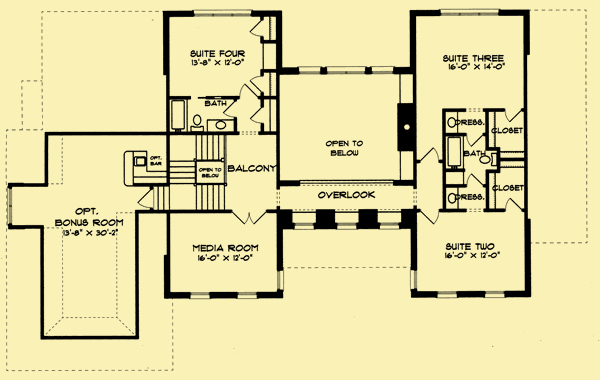 SUITE FOUR
13'-8" X 12'-0"
SUITE THREE
16'-0" X 14'-0"
BATH
DRESS.
CLOSET
OPEN TO
BELOW
OPT.
BAR
OPEN TO
BELOW
BALCONY
BATH
CLOSET
DRESS.
OVERLOOK
OPT.
BONUS ROOM
13'-8" X 30'-2"
MEDIA ROOM
16'-0" X 12'-0"
SUITE TWO
16'-0" X 12'-0"